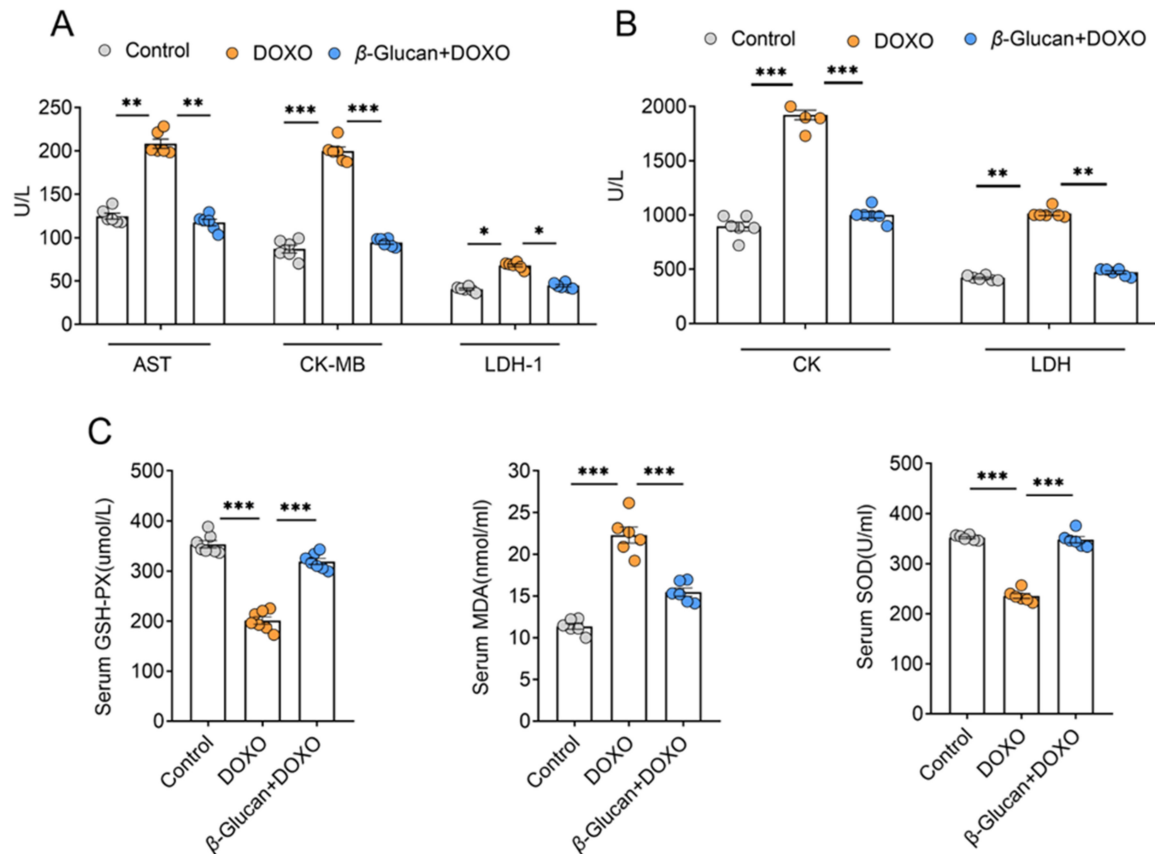 A
Control DOXO β-Glucan+DOXO
U/L
250
200
150
100
50
0
** ** *** *** * *
AST CK-MB LDH-1
B
Control DOXO β-Glucan+DOXO
U/L
2000
1500
1000
500
0
*** *** ** **
CK LDH
C
Serum GSH-PX(umol/L)
500
400
300
200
100
0
*** ***
Control DOXO β-Glucan+DOXO
Serum MDA(nmol/ml)
30
25
20
15
10
5
0
*** ***
Control DOXO β-Glucan+DOXO
Serum SOD(U/ml)
500
400
300
200
100
0
*** ***
Control DOXO β-Glucan+DOXO